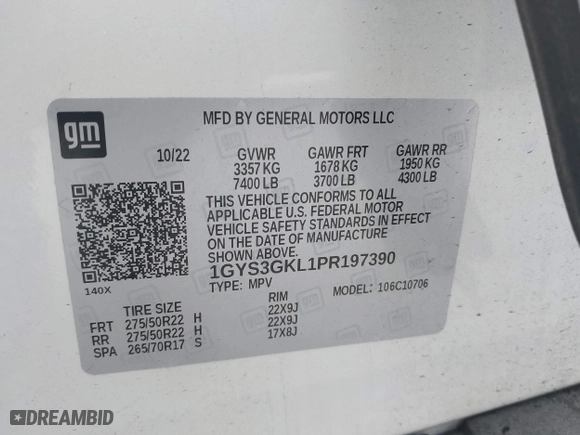 gm
MFD BY GENERAL MOTORS LLC
10/22 GVWR GAWR FRT GAWR RR
3357 KG 1678 KG 1950 KG
7400 LB 3700 LB 4300 LB
THIS VEHICLE CONFORMS TO ALL
APPLICABLE U.S. FEDERAL MOTOR
VEHICLE SAFETY STANDARDS IN EFFECT
ON THE DATE OF MANUFACTURE
SHOWN ABOVE.
1GYS3GKL1PR197390
140X
TYPE: MPV MODEL: 106C10706
TIRE SIZE RIM
FRT 275/50R22 H 22X9J
RR 275/50R22 H 22X9J
SPA 265/70R17 S 17X8J
DREAMBID